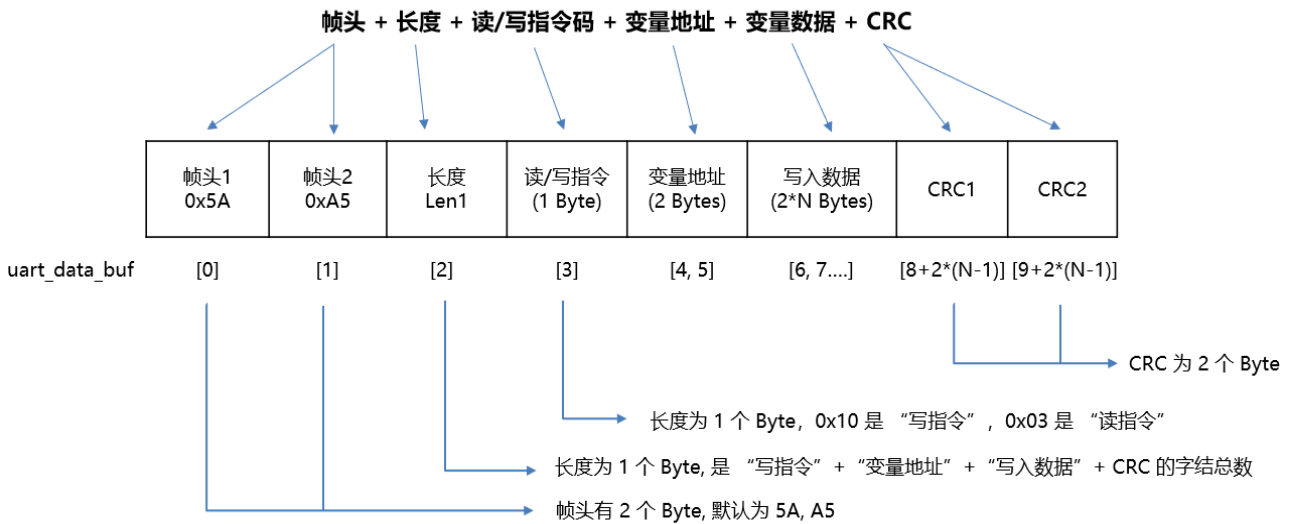 帧头 + 长度 + 读/写指令码 + 变量地址 + 变量数据 + CRC
帧头1
0x5A
帧头2
0xA5
长度
Len1
读/写指令
(1 Byte)
变量地址
(2 Bytes)
写入数据
(2*N Bytes)
CRC1
CRC2
uart_data_buf
[0]
[1]
[2]
[3]
[4, 5]
[6, 7....]
[8+2*(N-1)]
[9+2*(N-1)]
CRC 为 2 个 Byte
长度为 1 个 Byte, 0x10 是 “写指令” , 0x03 是 “读指令”
长度为 1 个 Byte, 是 “写指令” + “变量地址” + “写入数据” + CRC 的字结总数
帧头有 2 个 Byte, 默认为 5A, A5